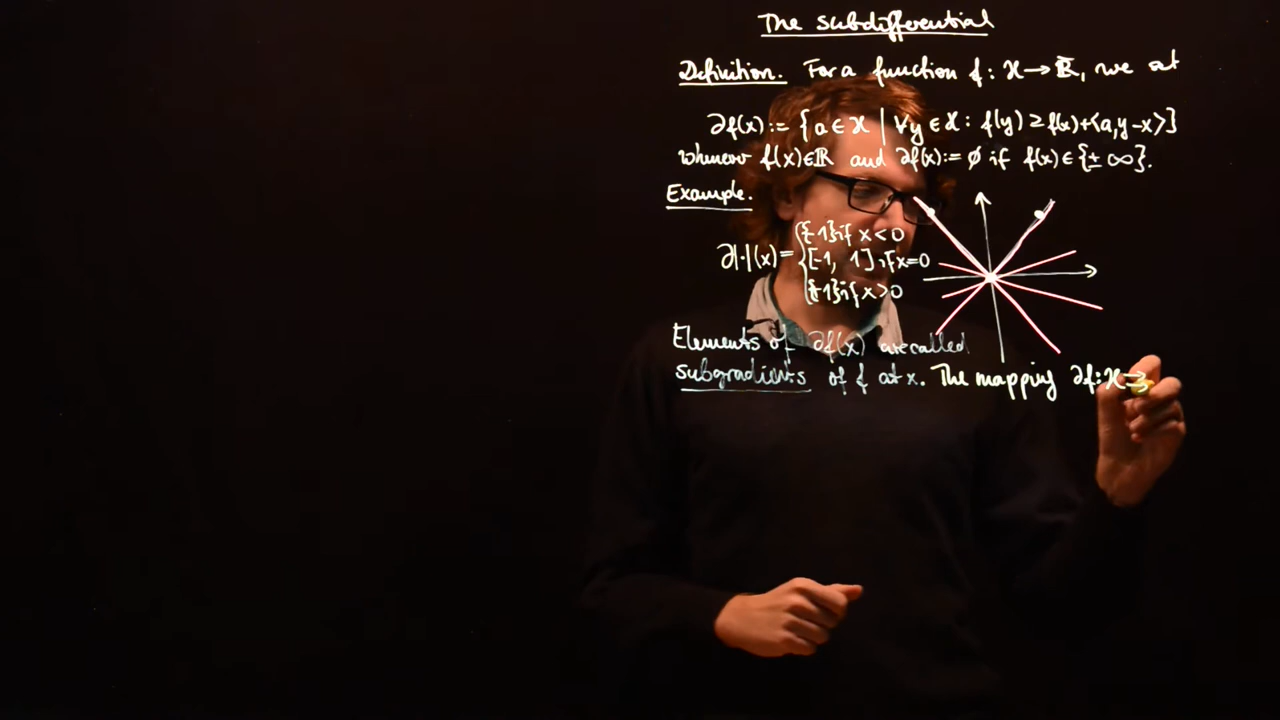 The subdifferential
Definition. For a function f: X → R̄, we set
∂f(x) := {a ∈ X | ∀y ∈ X : f(y) ≥ f(x)+⟨a,y-x⟩}
whenever f(x)∈R and ∂f(x):= ∅ if f(x)∈{±∞}.
Example.
∂|·|(x) = { {-1} if x < 0
[-1, 1] if x=0
{1} if x > 0
Elements of ∂f(x) are called
subgradients of f at x. The mapping ∂f: X ⇉